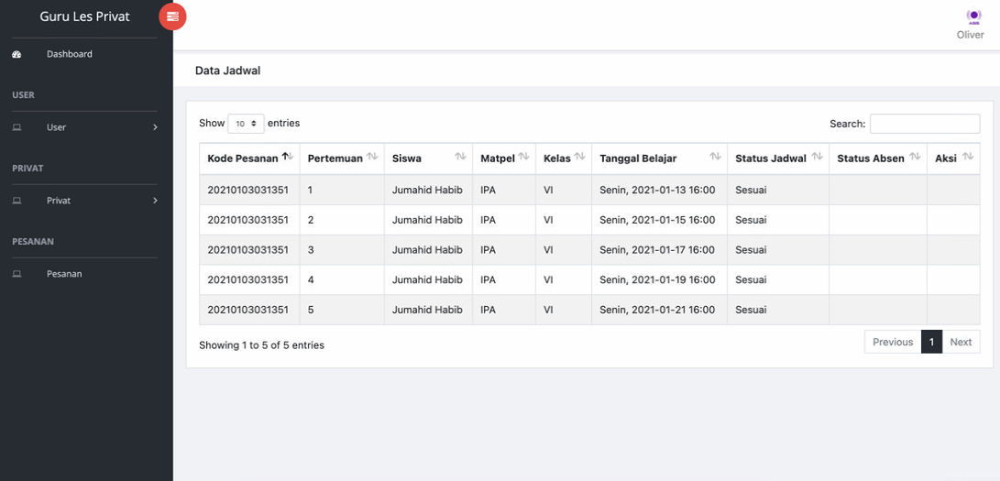 Guru Les Privat
Oliver
Dashboard
USER
User
PRIVAT
Privat
PESANAN
Pesanan
Data Jadwal
Show 10 entries Search:
Kode Pesanan Pertemuan Siswa Matpel Kelas Tanggal Belajar Status Jadwal Status Absen Aksi
20210103031351 1 Jumahid Habib IPA VI Senin, 2021-01-13 16:00 Sesuai
20210103031351 2 Jumahid Habib IPA VI Senin, 2021-01-15 16:00 Sesuai
20210103031351 3 Jumahid Habib IPA VI Senin, 2021-01-17 16:00 Sesuai
20210103031351 4 Jumahid Habib IPA VI Senin, 2021-01-19 16:00 Sesuai
20210103031351 5 Jumahid Habib IPA VI Senin, 2021-01-21 16:00 Sesuai
Showing 1 to 5 of 5 entries
Previous 1 Next